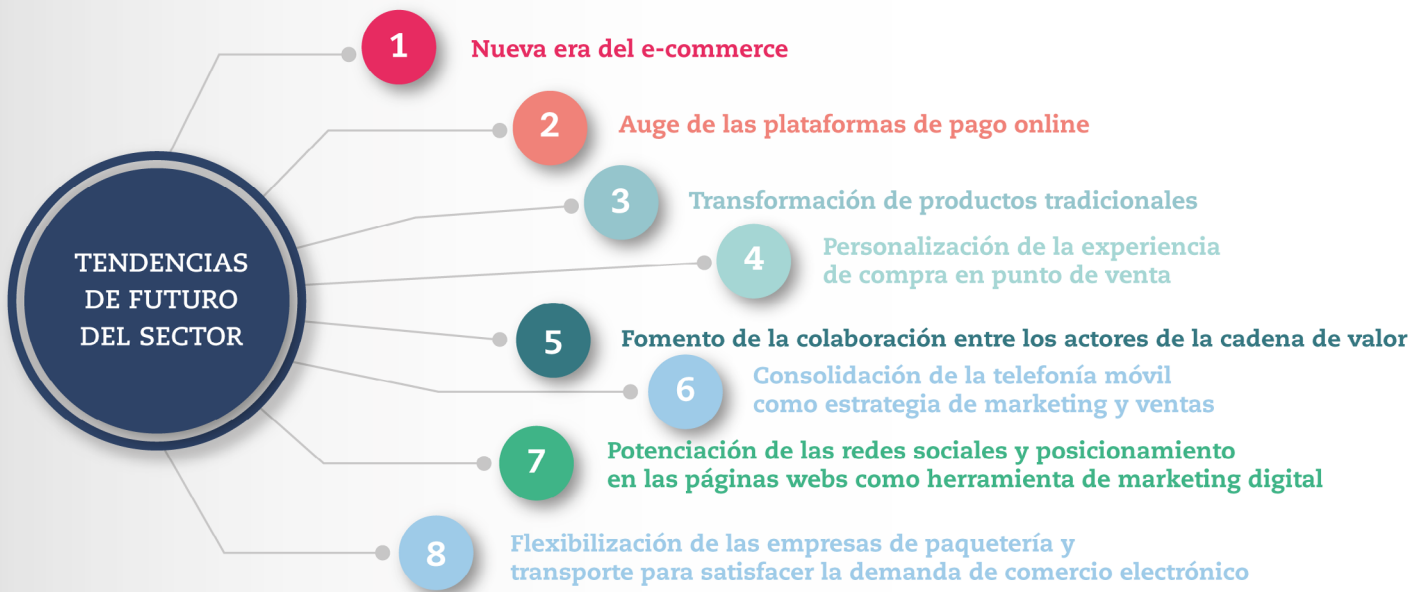 TENDENCIAS
DE FUTURO
DEL SECTOR
1
Nueva era del e-commerce
2
Auge de las plataformas de pago online
3
Transformación de productos tradicionales
4
Personalización de la experiencia
de compra en punto de venta
5
Fomento de la colaboración entre los actores de la cadena de valor
6
Consolidación de la telefonía móvil
como estrategia de marketing y ventas
7
Potenciación de las redes sociales y posicionamiento
en las páginas webs como herramienta de marketing digital
8
Flexibilización de las empresas de paquetería y
transporte para satisfacer la demanda de comercio electrónico